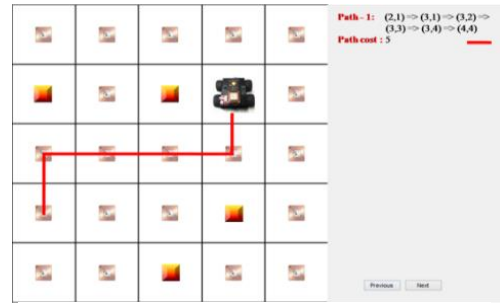 Path - 1: (2,1) => (3,1) => (3,2) =>
(3,3) => (3,4) => (4,4)
Path cost : 5
Previous Next